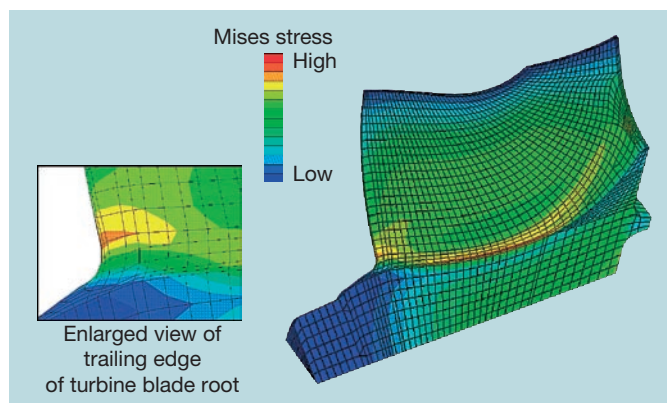 Mises stress
High
Low
Enlarged view of
trailing edge
of turbine blade root